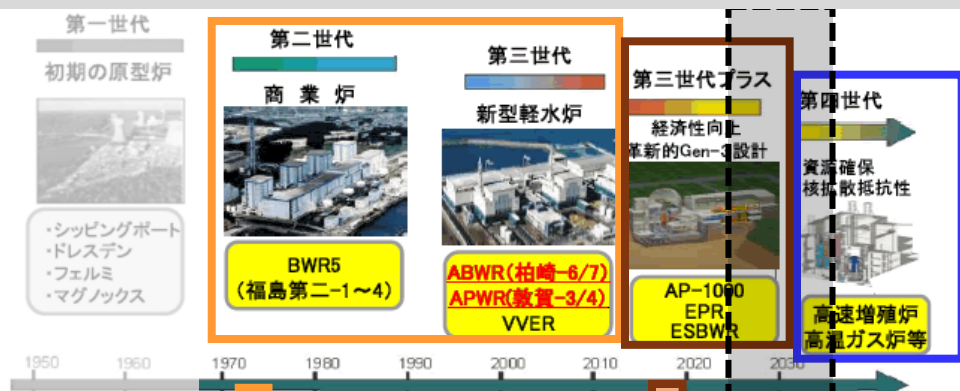 第一世代
初期の原型炉
・シッピングポート
・ドレスデン
・フェルミ
・マグノックス
第二世代
商業炉
BWR5
(福島第二-1～4)
第三世代
新型軽水炉
ABWR(柏崎-6/7)
APWR(敦賀-3/4)
VVER
第三世代プラス
経済性向上
革新的Gen-3設計
AP-1000
EPR
ESBWR
第四世代
資源確保
核拡散抵抗性
高速増殖炉
高温ガス炉等
1950 1960 1970 1980 1990 2000 2010 2020 2030